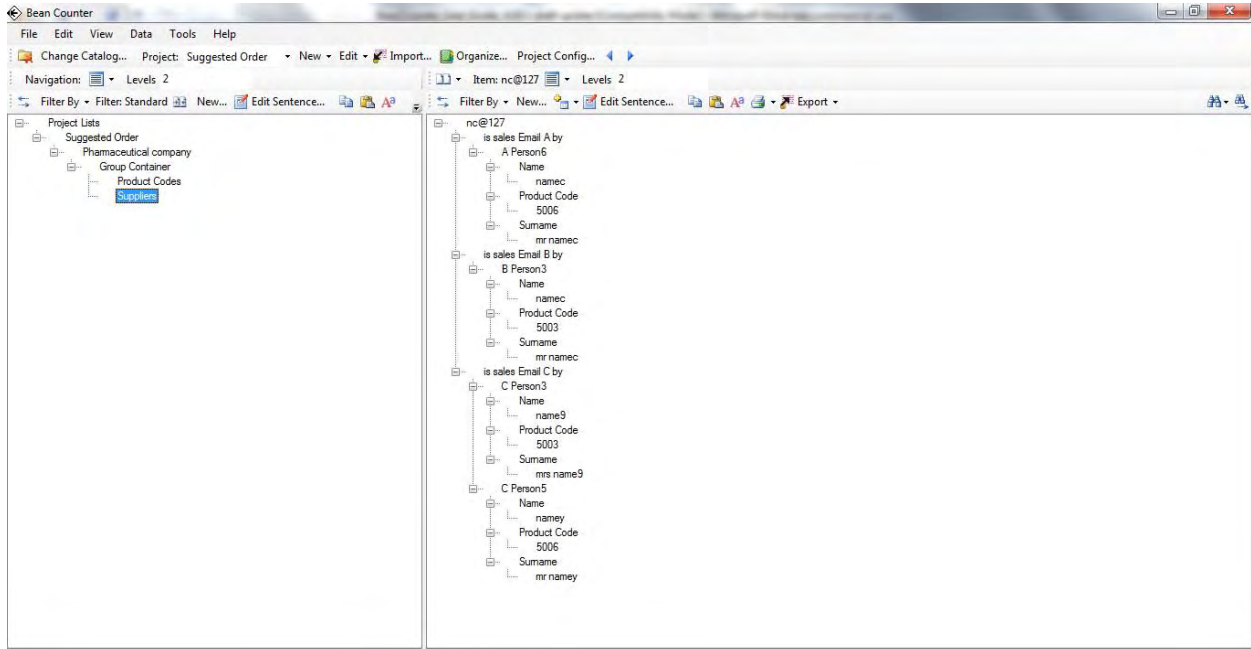 Bean Counter
File Edit View Data Tools Help
Change Catalog... Project: Suggested Order New Edit Import... Organize... Project Config...
Navigation: Levels 2
Item: nc@127 Levels 2
Filter By Filter: Standard New... Edit Sentence... Aª
Filter By New... Edit Sentence... Aª Export
Project Lists
Suggested Order
Pharmaceutical company
Group Container
Product Codes
Suppliers
nc@127
is sales Email A by
A Person6
Name
namec
Product Code
5006
Surname
mr namec
is sales Email B by
B Person3
Name
namec
Product Code
5003
Surname
mr namec
is sales Email C by
C Person3
Name
name9
Product Code
5003
Surname
mrs name9
C Person5
Name
namey
Product Code
5006
Surname
mr namey